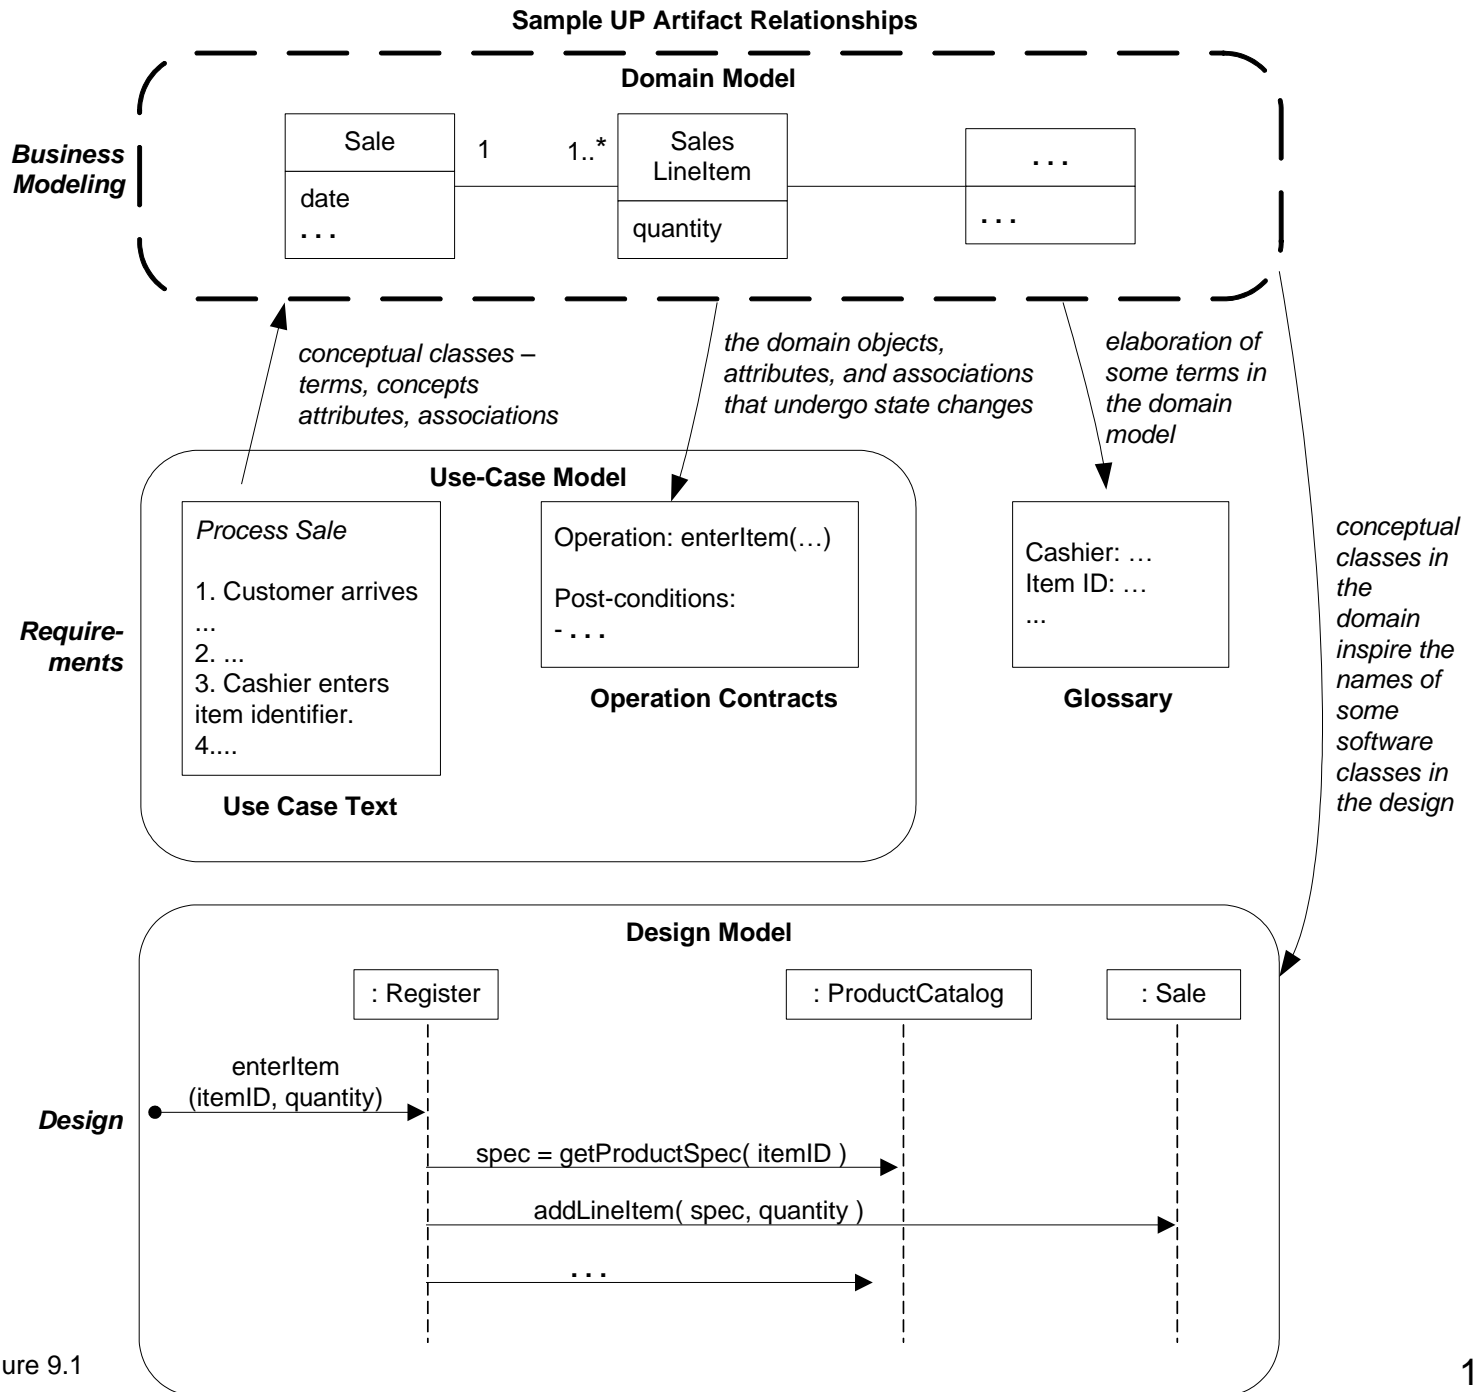 Sample UP Artifact Relationships
Domain Model
Business
Modeling
Sale
date
. . .
1
1..*
Sales
LineItem
quantity
. . .
. . .
conceptual classes –
terms, concepts
attributes, associations
the domain objects,
attributes, and associations
that undergo state changes
elaboration of
some terms in
the domain
model
conceptual
classes in
the
domain
inspire the
names of
some
software
classes in
the design
Require-
ments
Use-Case Model
Process Sale
1. Customer arrives
...
2. ...
3. Cashier enters
item identifier.
4....
Use Case Text
Operation: enterItem(…)
Post-conditions:
- . . .
Operation Contracts
Cashier: …
Item ID: …
...
Glossary
Design
Design Model
: Register
: ProductCatalog
: Sale
enterItem
(itemID, quantity)
spec = getProductSpec( itemID )
addLineItem( spec, quantity )
. . .
ure 9.1
1